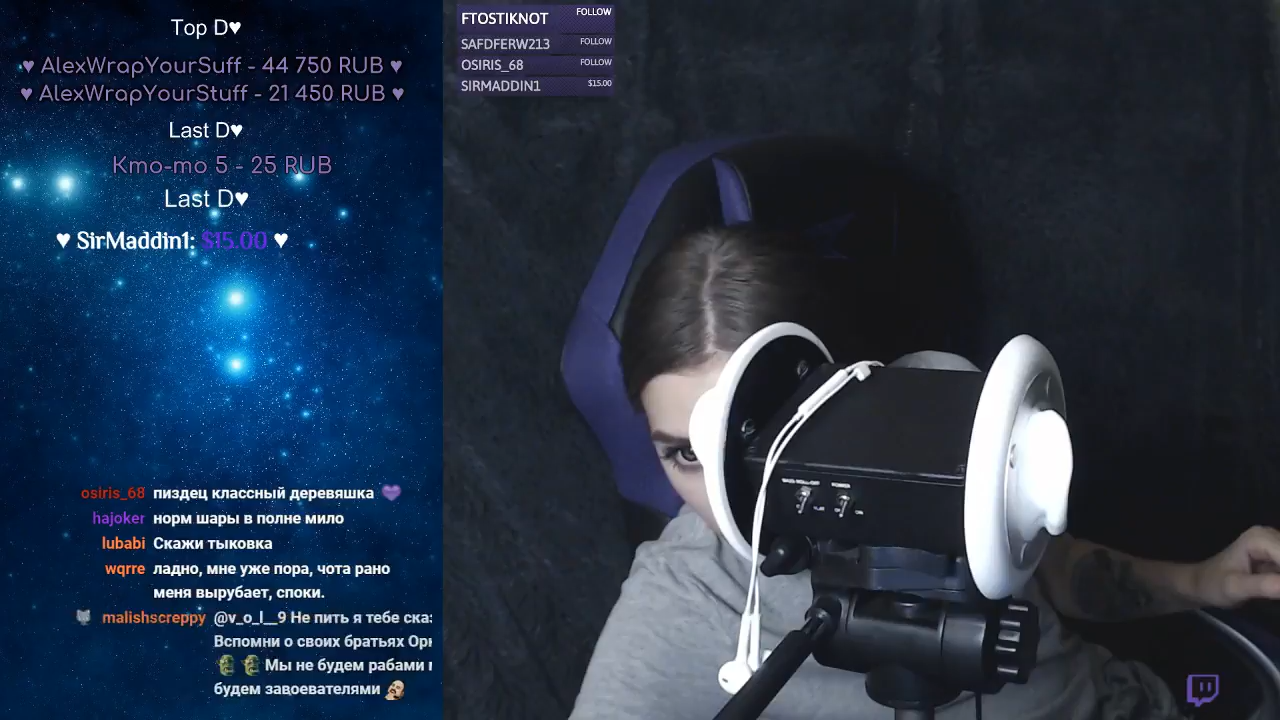 Top D♥
♥ AlexWrapYourSuff - 44 750 RUB ♥
♥ AlexWrapYourStuff - 21 450 RUB ♥
Last D♥
Kmo-mo 5 - 25 RUB
Last D♥
♥ SirMaddin1: $15.00 ♥
osiris_68 пиздец классный деревяшка 💜
hajoker норм шары в полне мило
lubabi Скажи тыковка
wqrre ладно, мне уже пора, чота рано
меня вырубает, споки.
malishscreppy @v_o_l__9 Не пить я тебе ска
Вспомни о своих братьях
Мы не будем рабами
будем завоевателями
FTOSTIKNOT FOLLOW
SAFDFERW213 FOLLOW
OSIRIS_68 FOLLOW
SIRMADDIN1 $15.00